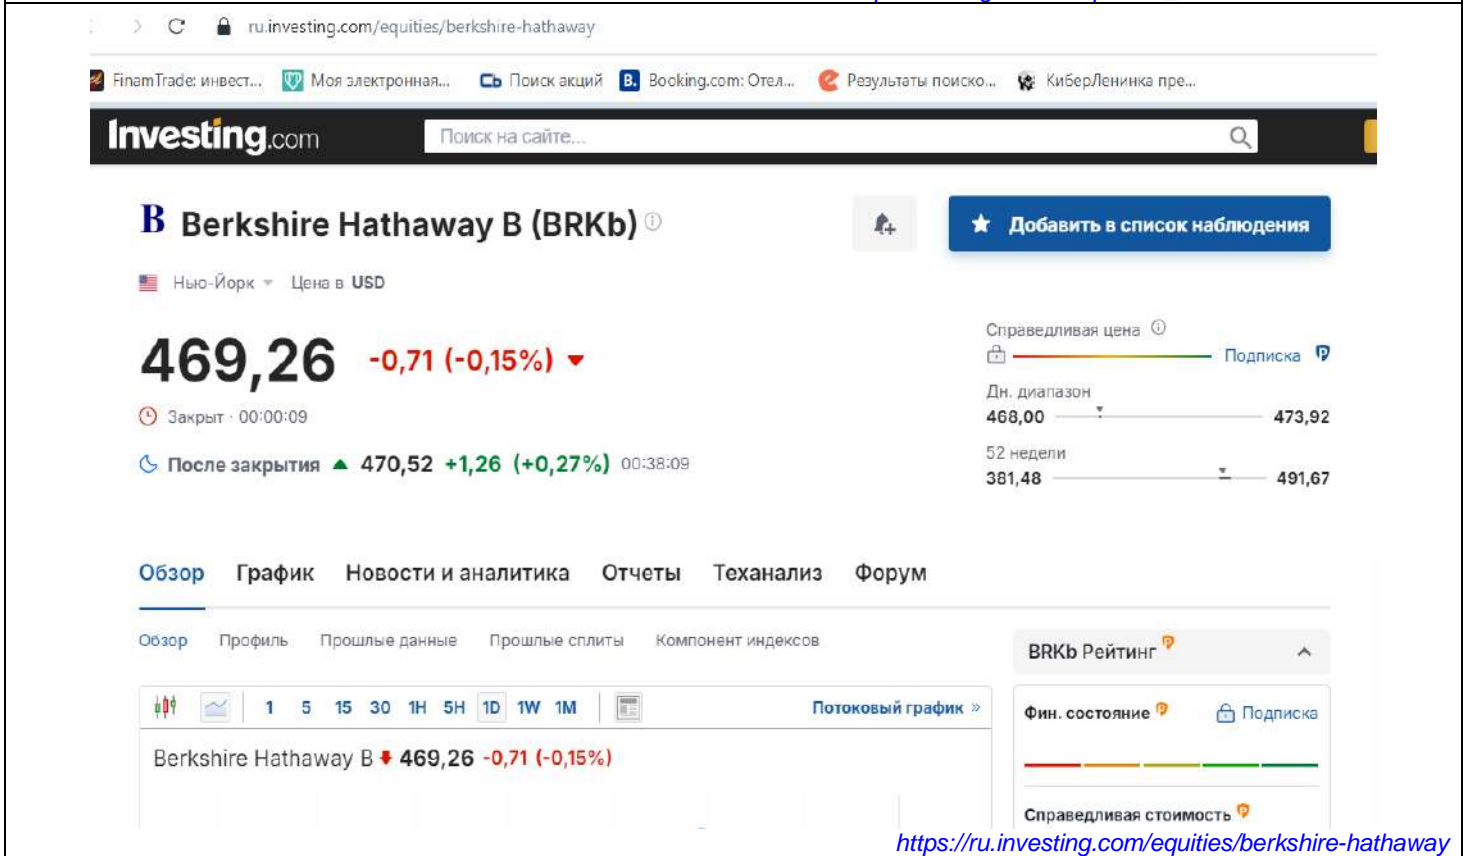 ru.investing.com/equities/berkshire-hathaway
FinamTrade: инвест... Моя электронная... Поиск акций Booking.com: Отел... Результаты поиско... КиберЛенинка пре...
Investing.com Поиск на сайте...
B Berkshire Hathaway B (BRKb) Добавить в список наблюдения
Нью-Йорк Цена в USD
469,26 -0,71 (-0,15%)
Справедливая цена
Подписка
Дн. диапазон
468,00 473,92
Закрыт · 00:00:09
После закрытия 470,52 +1,26 (+0,27%) 00:38:09
52 недели
381,48 491,67
Обзор График Новости и аналитика Отчеты Теханализ Форум
Обзор Профиль Прошлые данные Прошлые сплиты Компонент индексов
BRKb Рейтинг
1 5 15 30 1H 5H 1D 1W 1M Потоковый график »
Фин. состояние Подписка
Berkshire Hathaway B 469,26 -0,71 (-0,15%)
Справедливая стоимость
https://ru.investing.com/equities/berkshire-hathaway